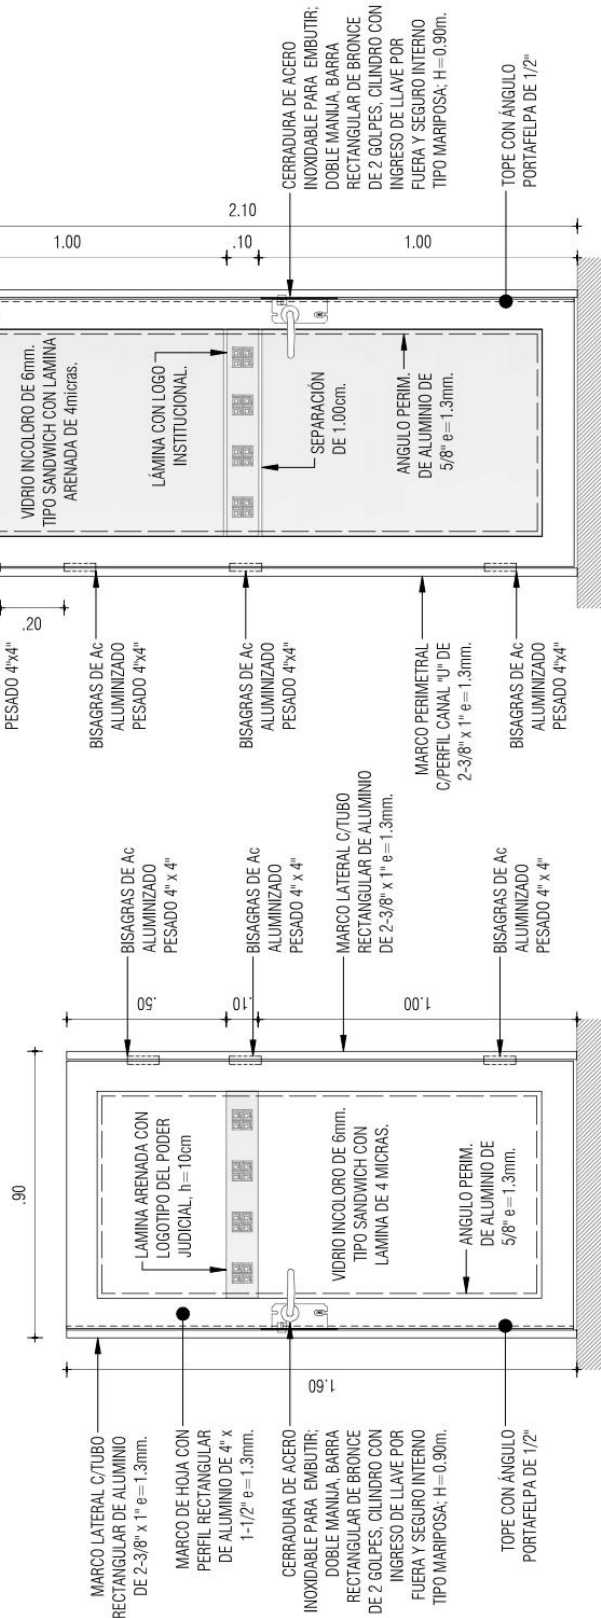 .90
MARCO LATERAL C/TUBO
RECTANGULAR DE ALUMINIO
DE 2-3/8" x 1" e=1.3mm.
MARCO DE HOJA CON
PERFIL RECTANGULAR
DE ALUMINIO DE 4" x
1-1/2" e=1.3mm.
CERRADURA DE ACERO
INOXIDABLE PARA EMBUTIR;
DOBLE MANIJA, BARRA
RECTANGULAR DE BRONCE
DE 2 GOLPES, CILINDRO CON
INGRESO DE LLAVE POR
FUERA Y SEGURO INTERNO
TIPO MARIPOSA; H=0.90m.
TOPE CON ÁNGULO
PORTAFELPA DE 1/2"
1.60
LAMINA ARENADA CON
LOGOTIPO DEL PODER
JUDICIAL, h=10cm
VIDRIO INCOLORO DE 6mm.
TIPO SANDWICH CON
LAMINA DE 4 MICRAS.
ANGULO PERIM.
DE ALUMINIO DE
5/8" e=1.3mm.
.50
.10
1.00
BISAGRAS DE Ac
ALUMINIZADO
PESADO 4" x 4"
BISAGRAS DE Ac
ALUMINIZADO
PESADO 4" x 4"
MARCO LATERAL C/TUBO
RECTANGULAR DE ALUMINIO
DE 2-3/8" x 1" e=1.3mm.
BISAGRAS DE Ac
ALUMINIZADO
PESADO 4" x 4"
PESADO 4"x4"
.20
BISAGRAS DE Ac
ALUMINIZADO
PESADO 4"x4"
BISAGRAS DE Ac
ALUMINIZADO
PESADO 4"x4"
MARCO PERIMETRAL
C/PERFIL CANAL "U" DE
2-3/8" x 1" e=1.3mm.
BISAGRAS DE Ac
ALUMINIZADO
PESADO 4"x4"
VIDRIO INCOLORO DE 6mm.
TIPO SANDWICH CON LAMINA
ARENADA DE 4micras.
LÁMINA CON LOGO
INSTITUCIONAL.
SEPARACIÓN
DE 1.00cm.
ANGULO PERIM.
DE ALUMINIO DE
5/8" e=1.3mm.
1.00
.10
1.00
2.10
CERRADURA DE ACERO
INOXIDABLE PARA EMBUTIR;
DOBLE MANIJA, BARRA
RECTANGULAR DE BRONCE
DE 2 GOLPES, CILINDRO CON
INGRESO DE LLAVE POR
FUERA Y SEGURO INTERNO
TIPO MARIPOSA; H=0.90m.
TOPE CON ÁNGULO
PORTAFELPA DE 1/2"